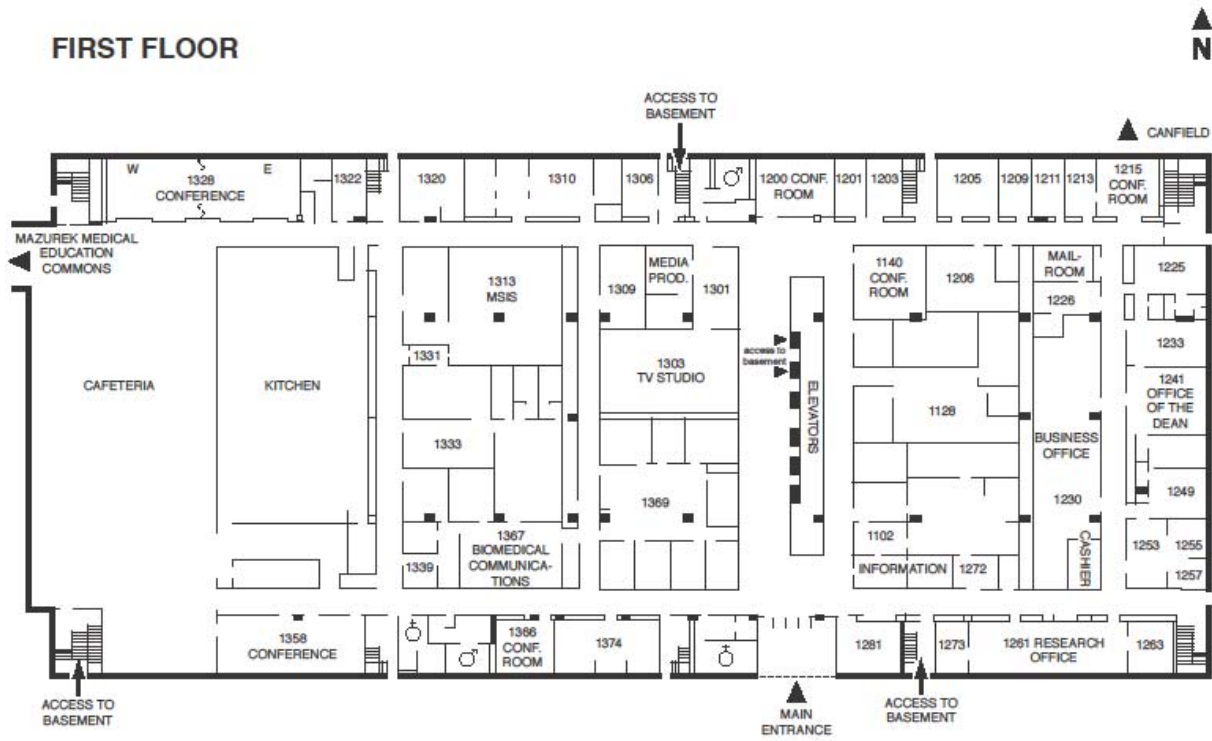 FIRST FLOOR
N
ACCESS TO
BASEMENT
CANFIELD
W
E
1328
CONFERENCE
1322
1320
1310
1306
1200 CONF.
ROOM
1201
1203
1205
1209
1211
1213
1215
CONF.
ROOM
MAZUREK MEDICAL
EDUCATION
COMMONS
1313
MSIS
1309
MEDIA
PROD.
1301
1140
CONF.
ROOM
1206
MAIL-
ROOM
1226
1225
1331
1303
TV STUDIO
access to
basement
1233
CAFETERIA
KITCHEN
ELEVATORS
1128
1241
OFFICE
OF THE
DEAN
1333
BUSINESS
OFFICE
1369
1230
1249
1367
BIOMEDICAL
COMMUNICA-
TIONS
1339
1102
INFORMATION
1272
CASHIER
1253
1255
1257
1358
CONFERENCE
1366
CONF.
ROOM
1374
1281
1273
1261 RESEARCH
OFFICE
1263
ACCESS TO
BASEMENT
MAIN
ENTRANCE
ACCESS TO
BASEMENT